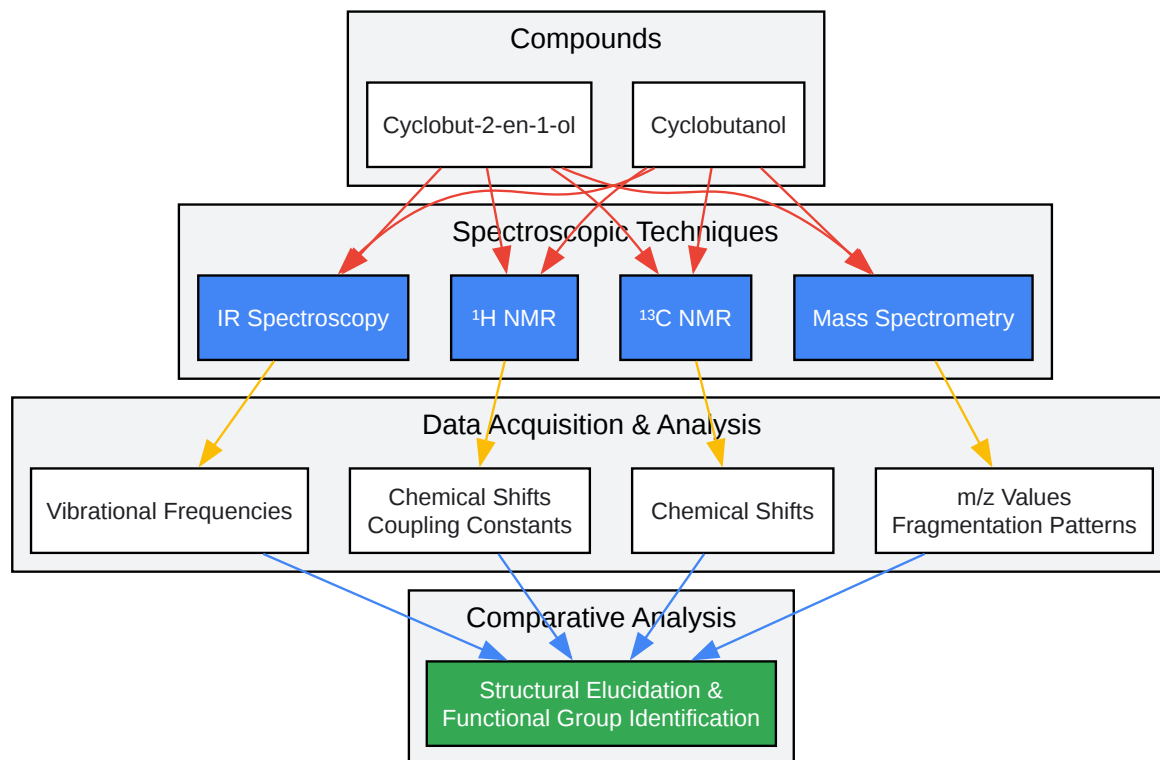 Compounds
Cyclobut-2-en-1-ol
Cyclobutanol
Spectroscopic Techniques
IR Spectroscopy
¹H NMR
¹³C NMR
Mass Spectrometry
Data Acquisition & Analysis
Vibrational Frequencies
Chemical Shifts
Coupling Constants
Chemical Shifts
m/z Values
Fragmentation Patterns
Comparative Analysis
Structural Elucidation &
Functional Group Identification